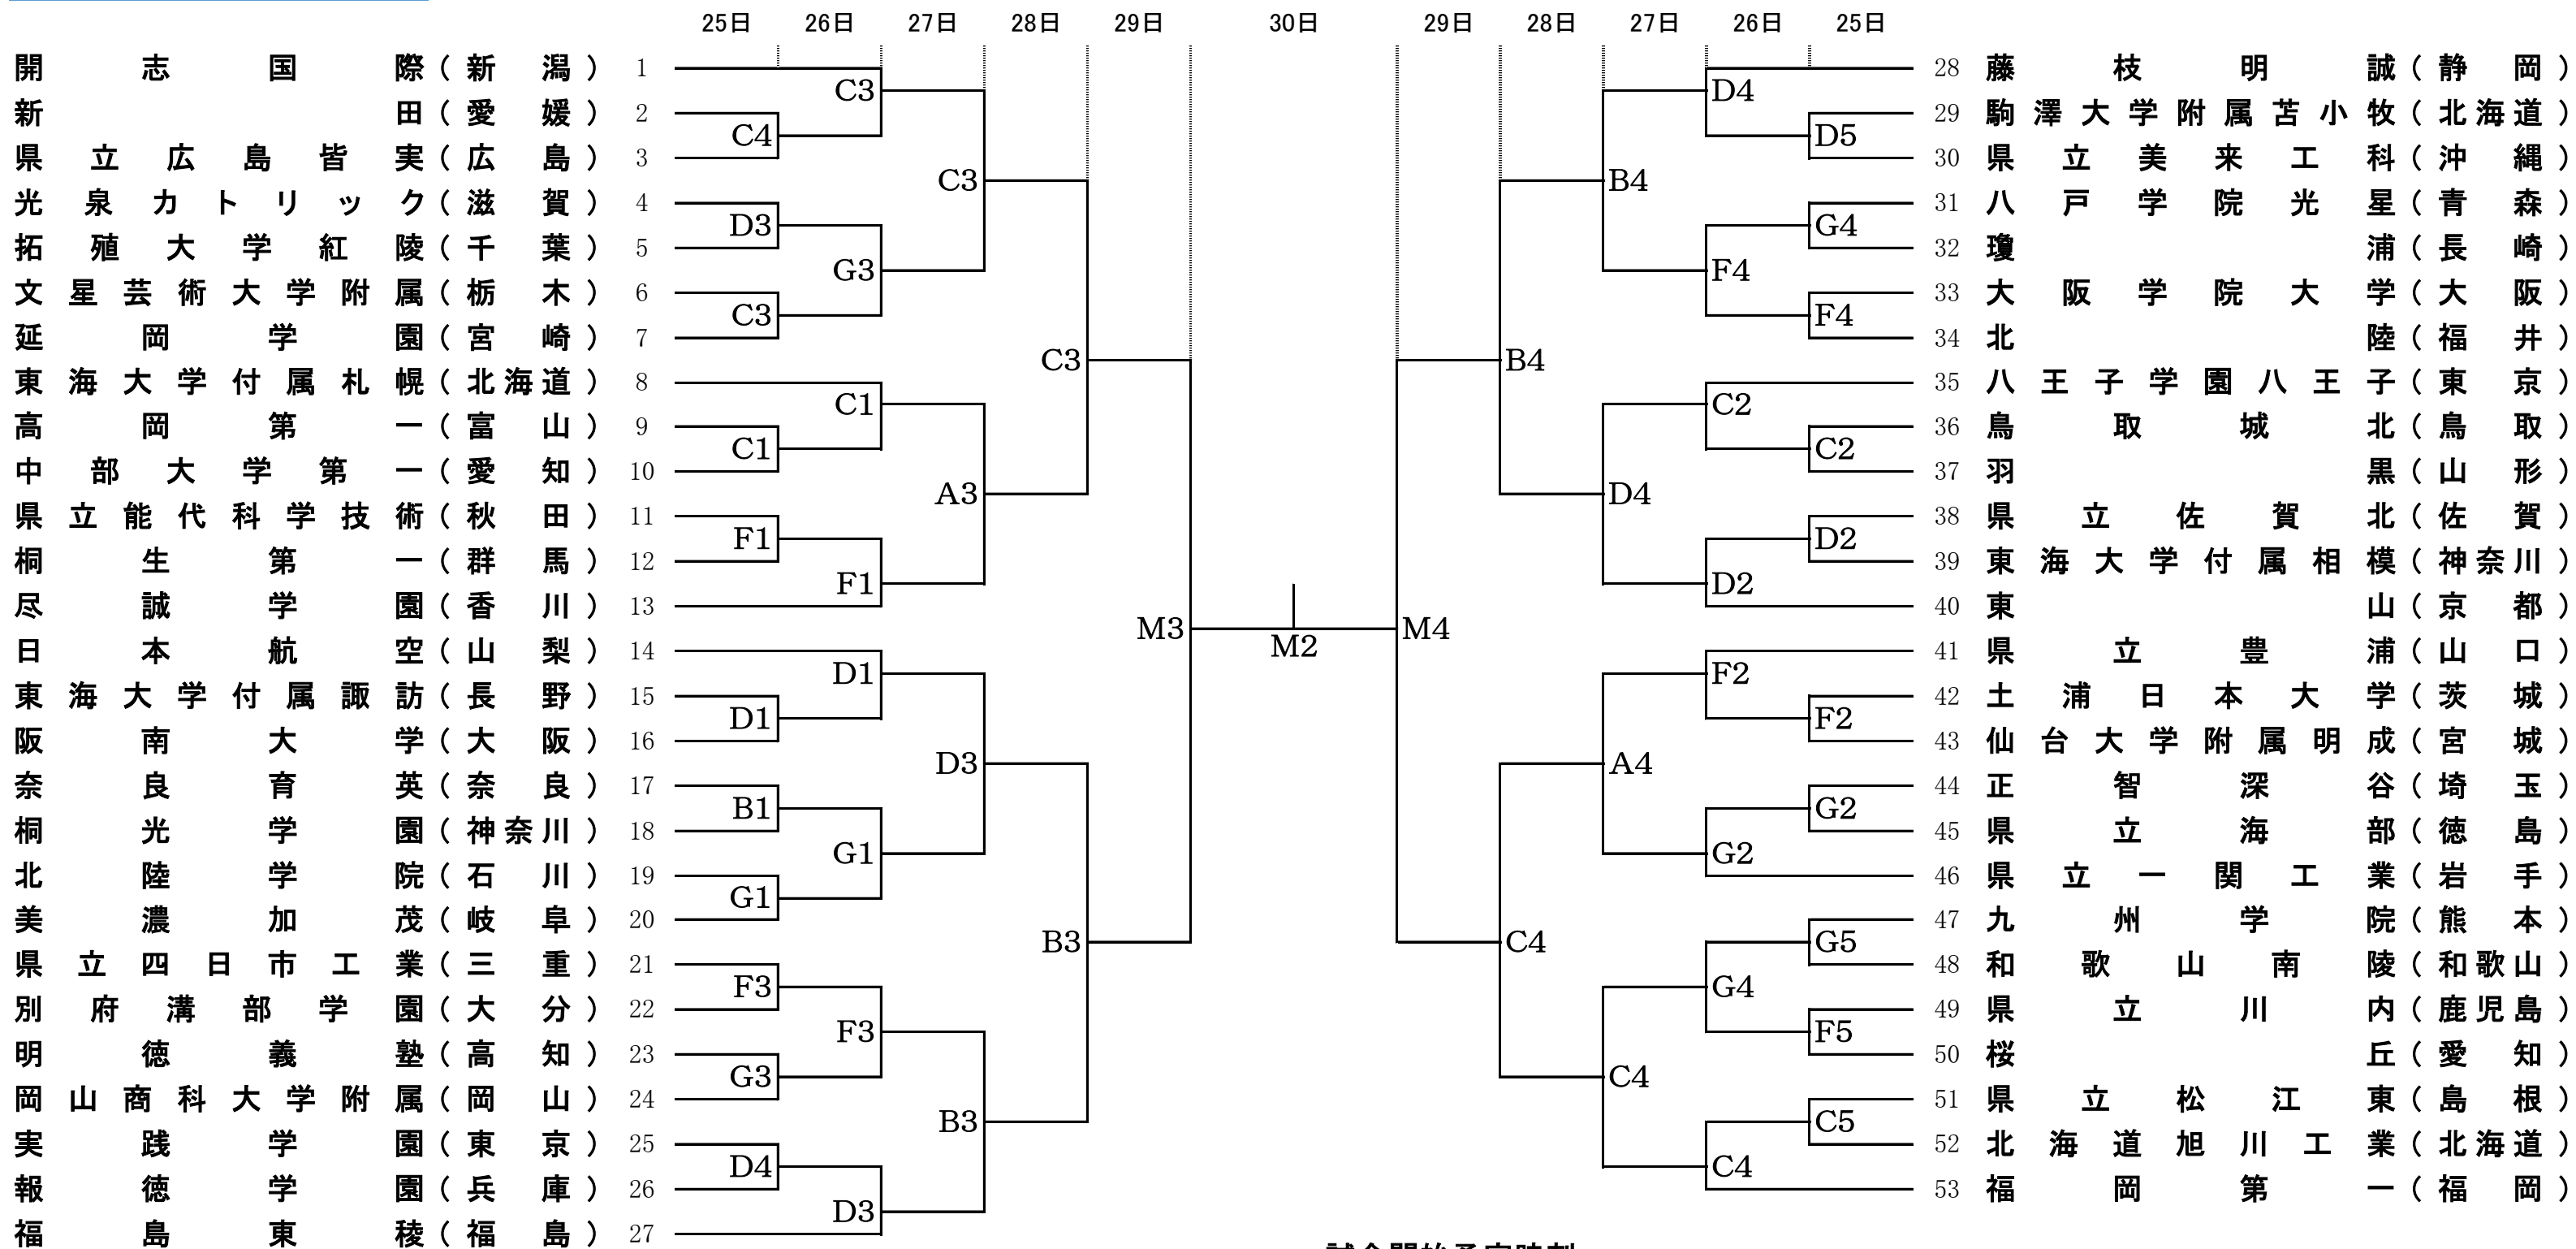 25日 26日 27日 28日 29日 30日 29日 28日 27日 26日 25日
開志国際(新潟) 1
新田(愛媛) 2
県立広島皆実(広島) 3
光泉カトリック(滋賀) 4
拓殖大学紅陵(千葉) 5
文星芸術大学附属(栃木) 6
延岡学園(宮崎) 7
東海大学付属札幌(北海道) 8
高岡第一(富山) 9
中部大学第一(愛知) 10
県立能代科学技術(秋田) 11
桐生第一(群馬) 12
尽誠学園(香川) 13
日本航空(山梨) 14
東海大学付属諏訪(長野) 15
阪南大学(大阪) 16
奈良育英(奈良) 17
桐光学園(神奈川) 18
北陸学院(石川) 19
美濃加茂(岐阜) 20
県立四日市工業(三重) 21
別府溝部学園(大分) 22
明徳義塾(高知) 23
岡山商科大学附属(岡山) 24
実践学園(東京) 25
報徳学園(兵庫) 26
福島東稜(福島) 27
C4
D3
C3
C1
F1
D1
B1
G1
F3
G3
D4
C3
G3
C1
F1
D1
G1
F3
D3
C3
A3
D3
B3
C3
B3
M3
M2
M4
B4
C4
B4
D4
A4
C4
D4
F4
C2
D2
F2
G2
G4
C4
D5
G4
F4
C2
D2
F2
G2
G5
F5
C5
28 藤枝明誠(静岡)
29 駒澤大学附属苫小牧(北海道)
30 県立美来工科(沖縄)
31 八戸学院光星(青森)
32 瓊浦(長崎)
33 大阪学院大学(大阪)
34 北陸(福井)
35 八王子学園八王子(東京)
36 鳥取城北(鳥取)
37 羽黒(山形)
38 県立佐賀北(佐賀)
39 東海大学付属相模(神奈川)
40 東山(京都)
41 県立豊浦(山口)
42 土浦日本大学(茨城)
43 仙台大学附属明成(宮城)
44 正智深谷(埼玉)
45 県立海部(徳島)
46 県立一関工業(岩手)
47 九州学院(熊本)
48 和歌山南陵(和歌山)
49 県立川内(鹿児島)
50 桜丘(愛知)
51 県立松江東(島根)
52 北海道旭川工業(北海道)
53 福岡第一(福岡)